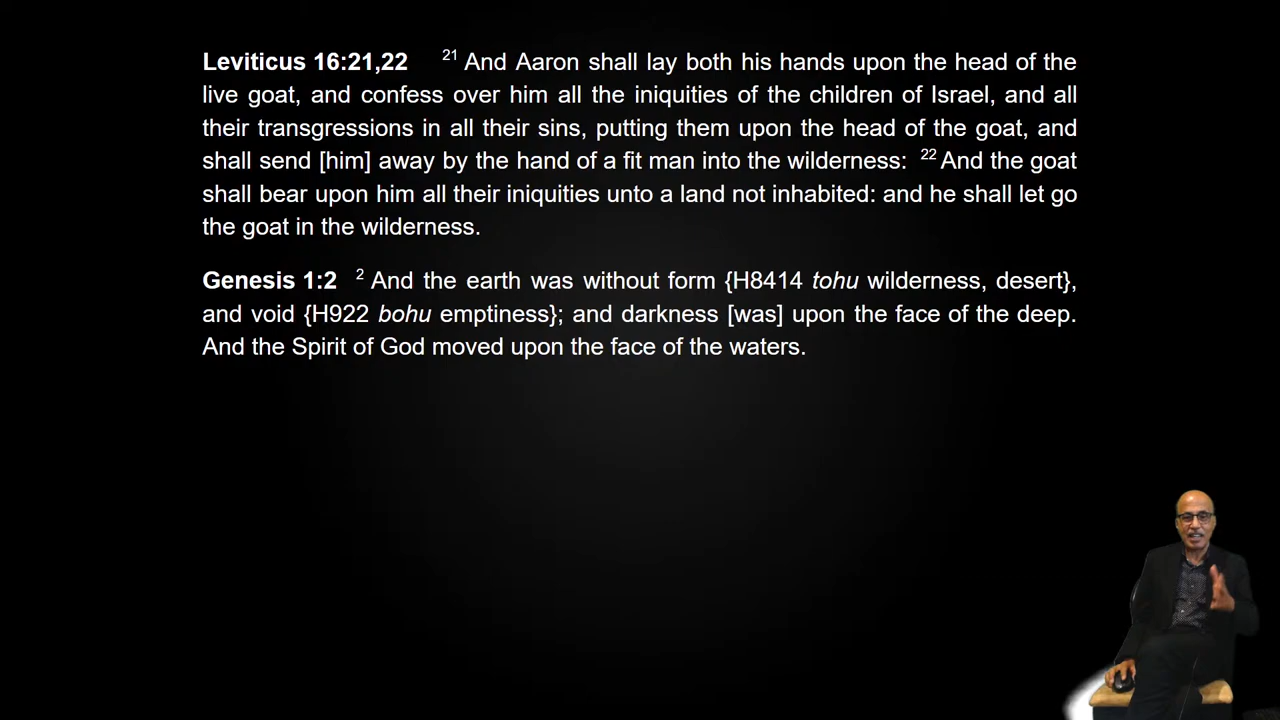 Leviticus 16:21,22 21 And Aaron shall lay both his hands upon the head of the
live goat, and confess over him all the iniquities of the children of Israel, and all
their transgressions in all their sins, putting them upon the head of the goat, and
shall send [him] away by the hand of a fit man into the wilderness: 22 And the goat
shall bear upon him all their iniquities unto a land not inhabited: and he shall let go
the goat in the wilderness.
Genesis 1:2 2 And the earth was without form {H8414 tohu wilderness, desert},
and void {H922 bohu emptiness}; and darkness [was] upon the face of the deep.
And the Spirit of God moved upon the face of the waters.